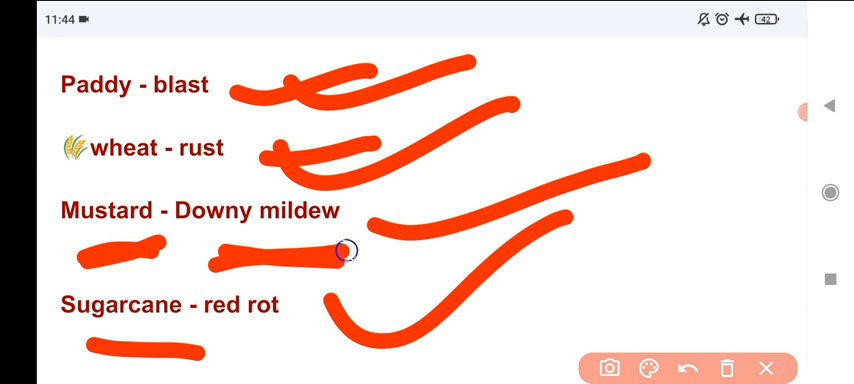 11:44
42
Paddy - blast
🌾wheat - rust
Mustard - Downy mildew
Sugarcane - red rot